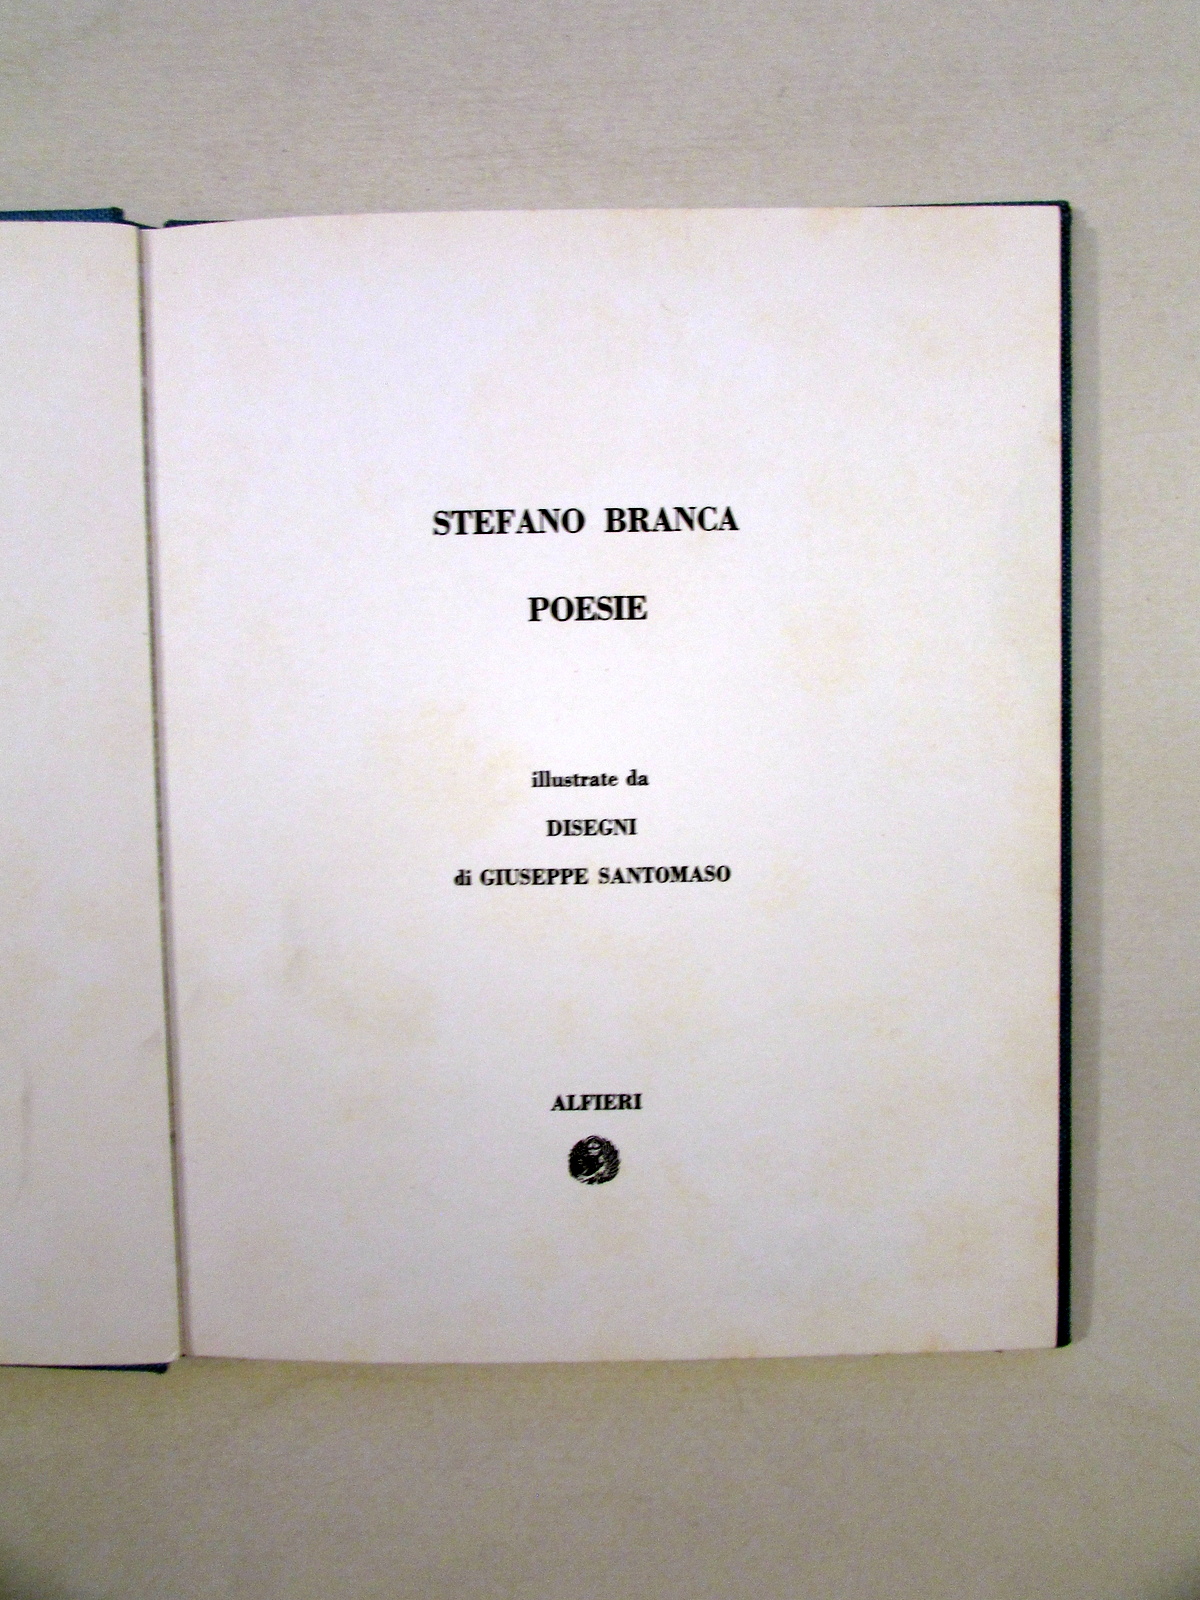 STEFANO BRANCA
POESIE
illustrate da
DISEGNI
di GIUSEPPE SANTOMASO
ALFIERI